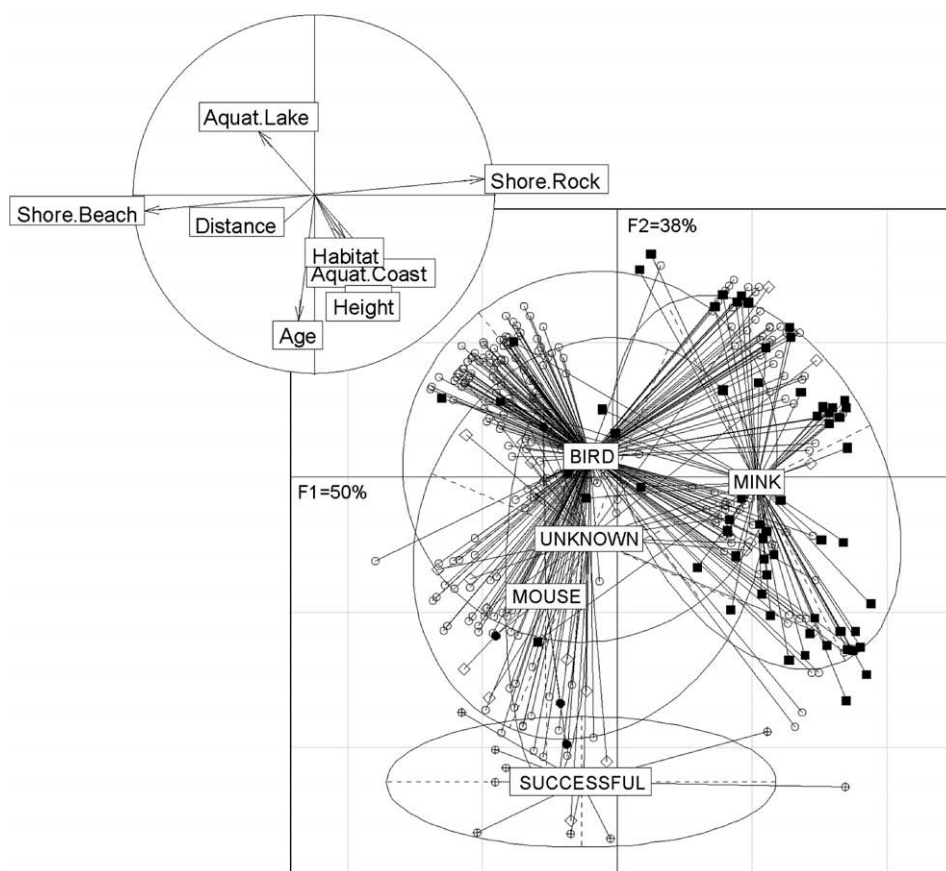 Aquat.Lake
Shore.Rock
Shore.Beach
Distance
F2=38%
Habitat
Aquat.Coast
Height
Age
BIRD
MINK
F1=50%
UNKNOWN
MOUSE
SUCCESSFUL